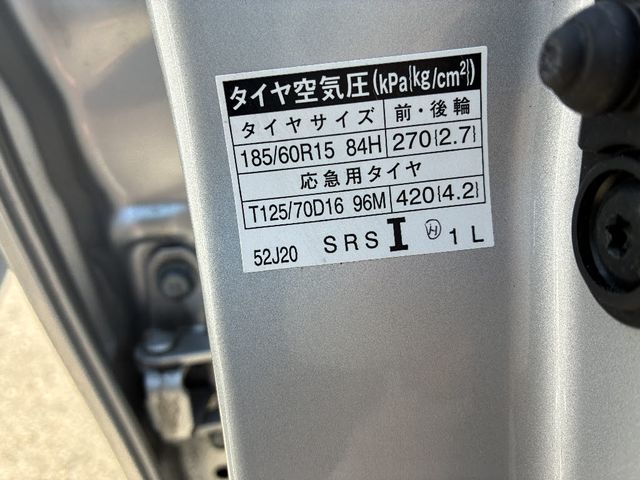 タイヤ空気圧(kPa{kg/cm²})
タイヤサイズ 前・後輪
185/60R15 84H 270{2.7}
応急用タイヤ
T125/70D16 96M 420{4.2}
52J20 SRS I Ⓗ 1L